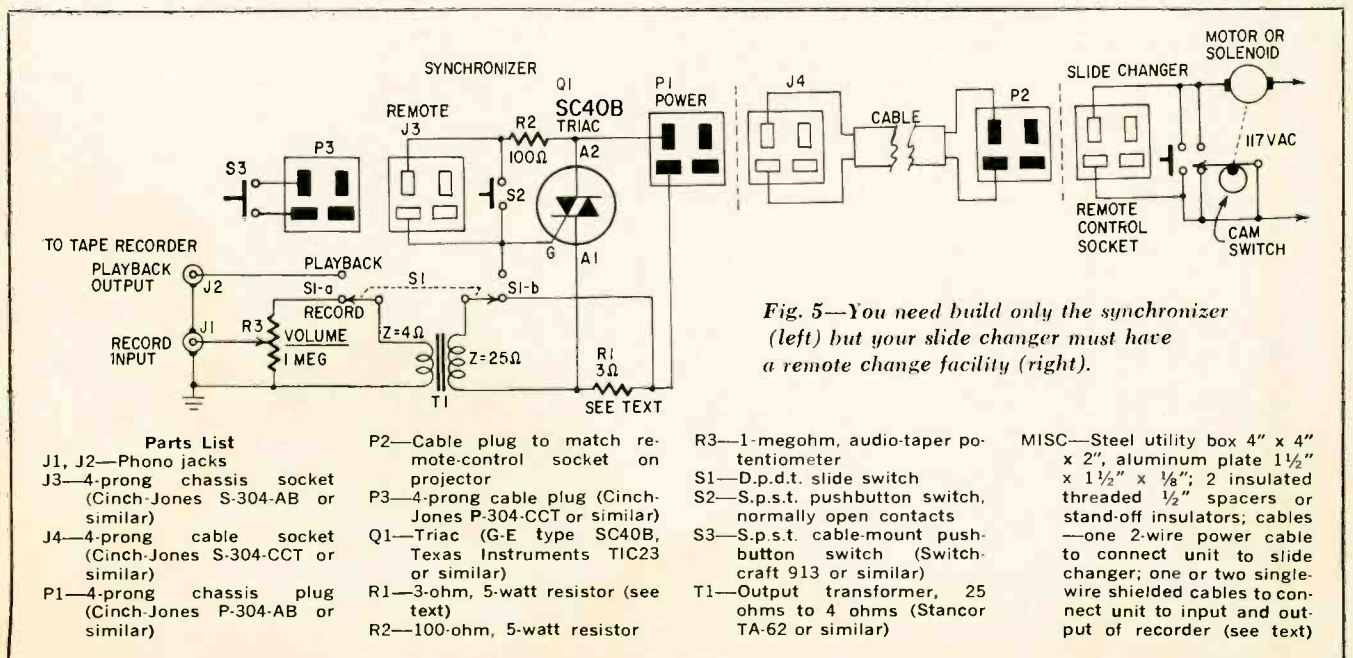 MOTOR OR
SOLENOID
SYNCHRONIZER
SLIDE CHANGER
Q1
SC40B
TRIAC
P1
POWER
J4
CABLE
P2
REMOTE
J3
R2
100Ω
A2
P3
S3
S2
117VAC
G
A1
REMOTE
CONTROL
SOCKET
CAM
SWITCH
TO TAPE RECORDER
PLAYBACK
OUTPUT
J2
PLAYBACK
S1
S1-a
RECORD
S1-b
J1
RECORD
INPUT
R3
VOLUME
1 MEG
Z=4Ω
Z=25Ω
T1
R1
3Ω
SEE TEXT
Fig. 5—You need build only the synchronizer
(left) but your slide changer must have
a remote change facility (right).
Parts List
J1, J2—Phono jacks
J3—4-prong chassis socket
(Cinch-Jones S-304-AB or
similar)
J4—4-prong cable socket
(Cinch-Jones S-304-CCT or
similar)
P1—4-prong chassis plug
(Cinch-Jones P-304-AB or
similar)
P2—Cable plug to match re-
mote-control socket on
projector
P3—4-prong cable plug (Cinch-
Jones P-304-CCT or similar)
Q1—Triac (G-E type SC40B,
Texas Instruments TIC23
or similar)
R1—3-ohm, 5-watt resistor (see
text)
R2—100-ohm, 5-watt resistor
R3—1-megohm, audio-taper po-
tentiometer
S1—D.p.d.t. slide switch
S2—S.p.s.t. pushbutton switch,
normally open contacts
S3—S.p.s.t. cable-mount push-
button switch (Switch-
craft 913 or similar)
T1—Output transformer, 25
ohms to 4 ohms (Stancor
TA-62 or similar)
MISC—Steel utility box 4" x 4"
x 2", aluminum plate 1½"
x 1½" x ⅛"; 2 insulated
threaded ½" spacers or
stand-off insulators; cables
—one 2-wire power cable
to connect unit to slide
changer; one or two single-
wire shielded cables to con-
nect unit to input and out-
put of recorder (see text)